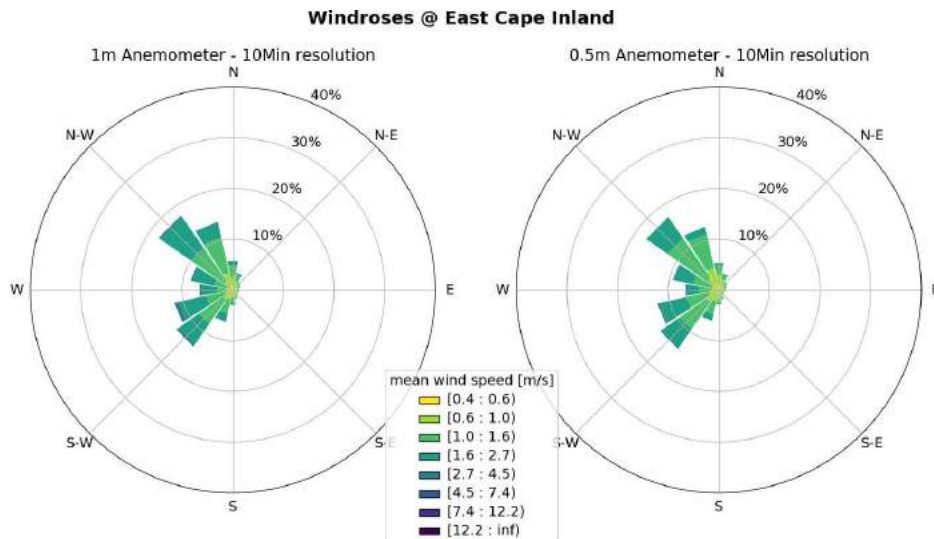 Windroses @ East Cape Inland
1m Anemometer - 10Min resolution
N
40%
N-W
N-E
30%
20%
10%
W
E
S-W
S-E
S
0.5m Anemometer - 10Min resolution
N
40%
N-W
N-E
30%
20%
10%
W
E
S-W
S-E
S
mean wind speed [m/s]
[0.4 : 0.6)
[0.6 : 1.0)
[1.0 : 1.6)
[1.6 : 2.7)
[2.7 : 4.5)
[4.5 : 7.4)
[7.4 : 12.2)
[12.2 : inf)